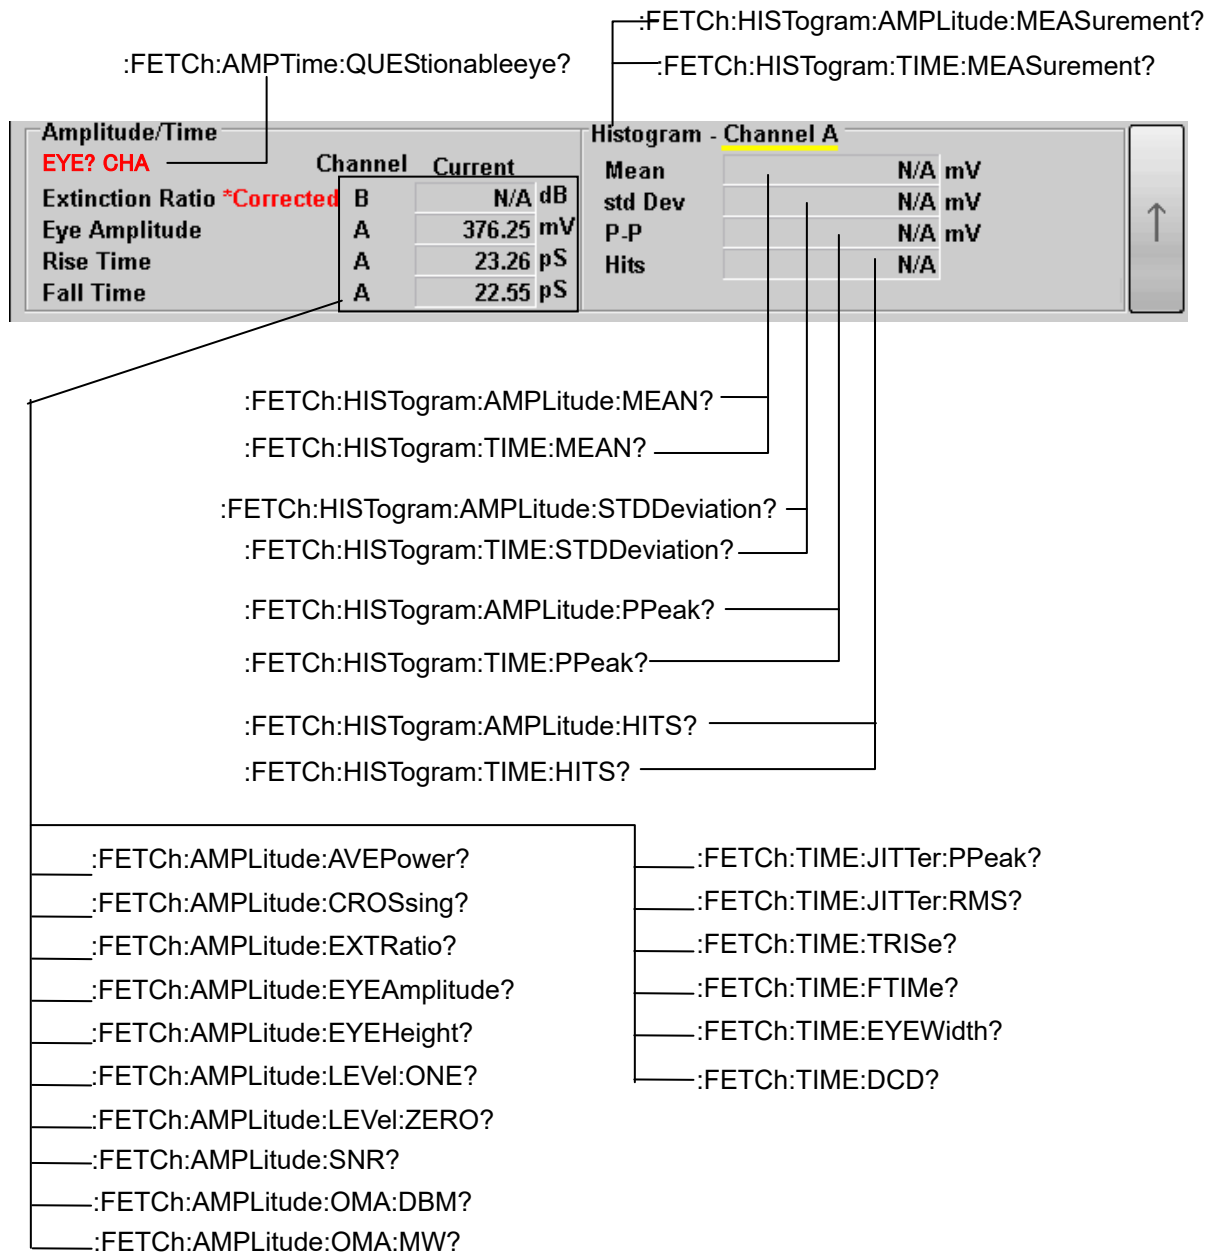 :FETCh:HISTogram:AMPLitude:MEASurement?
:FETCh:AMPTime:QUEStionableeye?
:FETCh:HISTogram:TIME:MEASurement?
Amplitude/Time
EYE? CHA
Channel Current
Extinction Ratio *Corrected B N/A dB
Eye Amplitude A 376.25 mV
Rise Time A 23.26 pS
Fall Time A 22.55 pS
Histogram - Channel A
Mean N/A mV
std Dev N/A mV
P-P N/A mV
Hits N/A
↑
:FETCh:HISTogram:AMPLitude:MEAN?
:FETCh:HISTogram:TIME:MEAN?
:FETCh:HISTogram:AMPLitude:STDDeviation?
:FETCh:HISTogram:TIME:STDDeviation?
:FETCh:HISTogram:AMPLitude:PPeak?
:FETCh:HISTogram:TIME:PPeak?
:FETCh:HISTogram:AMPLitude:HITS?
:FETCh:HISTogram:TIME:HITS?
:FETCh:AMPLitude:AVEPower?
:FETCh:AMPLitude:CROSsing?
:FETCh:AMPLitude:EXTRatio?
:FETCh:AMPLitude:EYEAmplitude?
:FETCh:AMPLitude:EYEHeight?
:FETCh:AMPLitude:LEVel:ONE?
:FETCh:AMPLitude:LEVel:ZERO?
:FETCh:AMPLitude:SNR?
:FETCh:AMPLitude:OMA:DBM?
:FETCh:AMPLitude:OMA:MW?
:FETCh:TIME:JITTer:PPeak?
:FETCh:TIME:JITTer:RMS?
:FETCh:TIME:TRISe?
:FETCh:TIME:FTIMe?
:FETCh:TIME:EYEWidth?
:FETCh:TIME:DCD?